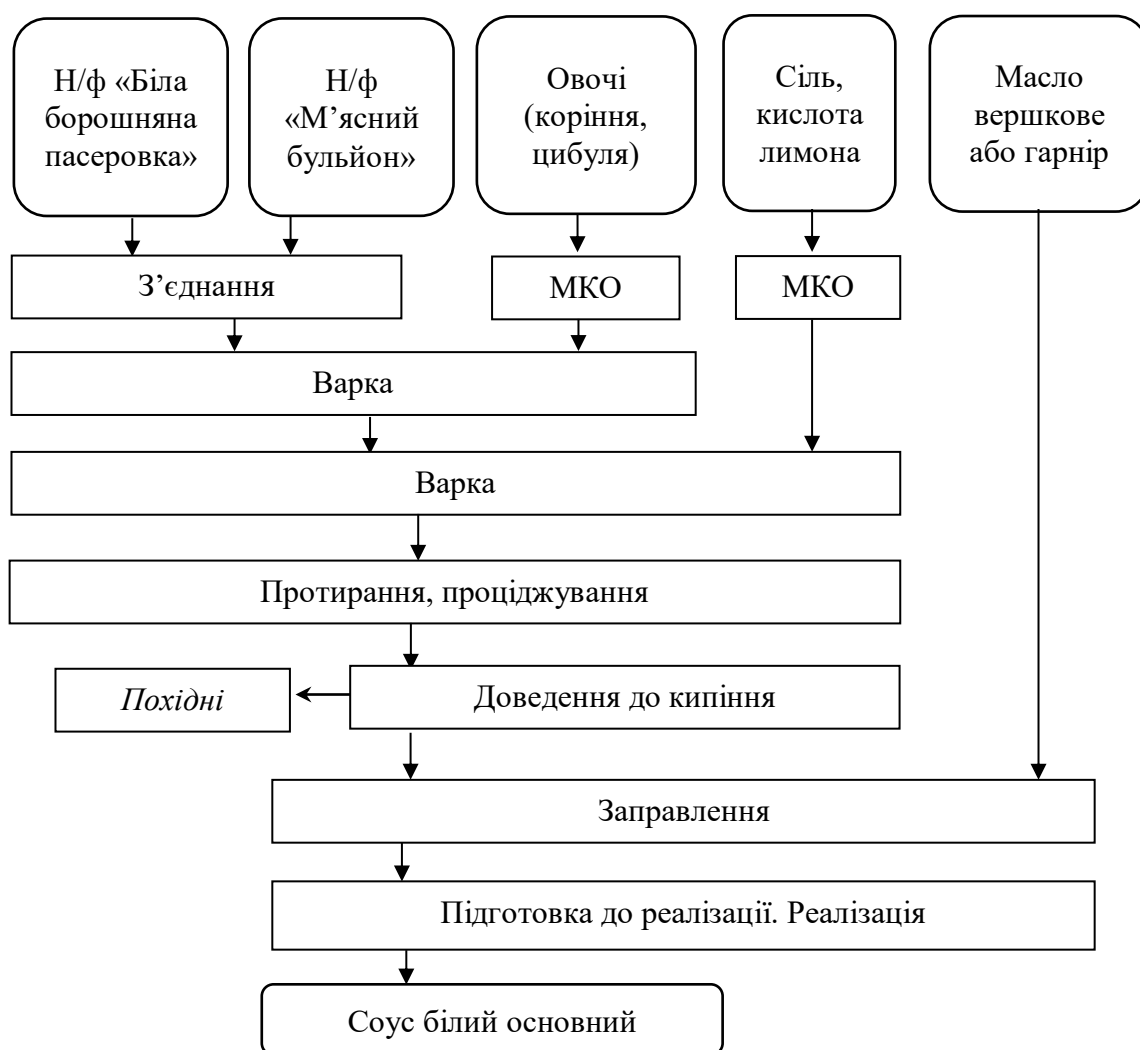 Н/ф «Біла
борошняна
пасеровка»
Н/ф
«М’ясний
бульйон»
Овочі
(коріння,
цибуля)
Сіль,
кислота
лимона
Масло
вершкове
або гарнір
З’єднання
МКО
МКО
Варка
Варка
Протирання, проціджування
Похідні
Доведення до кипіння
Заправлення
Підготовка до реалізації. Реалізація
Соус білий основний